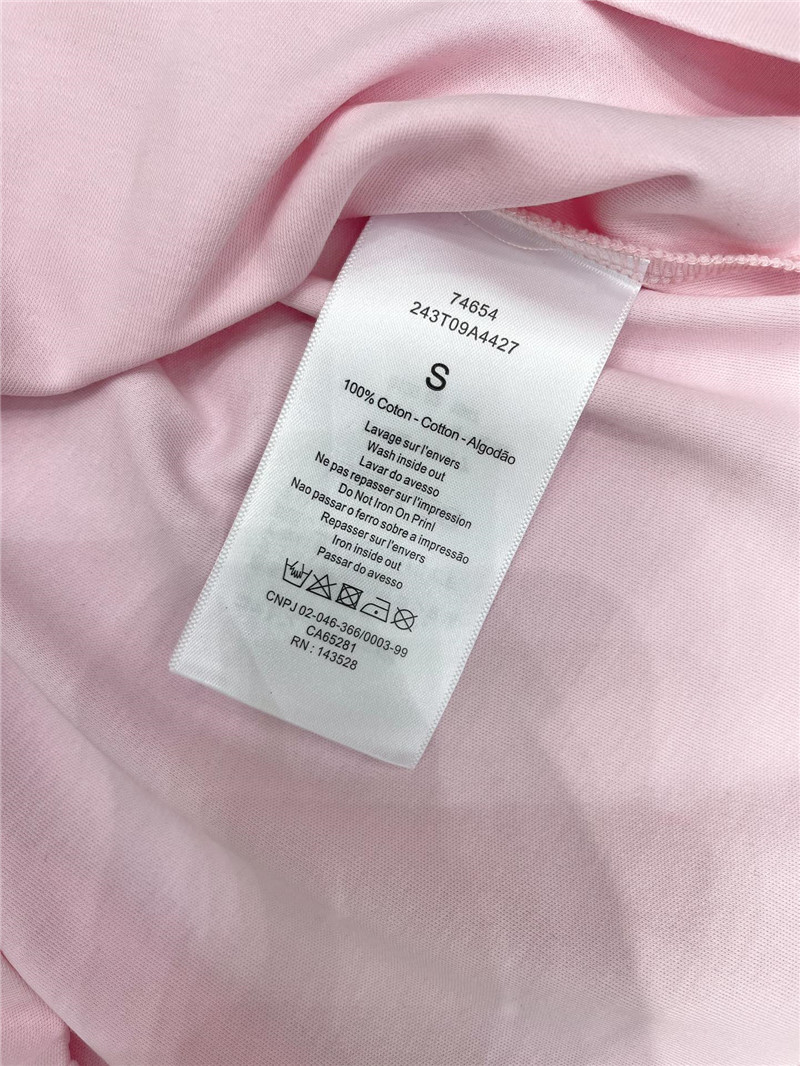 74654
243T09A4427
S
100% Coton - Cotton - Algodão
Lavage sur l'envers
Wash inside out
Lavar do avesso
Ne pas repasser sur l'impression
Do Not Iron On Prinl
Nao passar o ferro sobre a impressão
Repasser sur l'envers
Iron inside out
Passar do avesso
CNPJ 02-046-366/0003-99
CA65281
RN : 143528